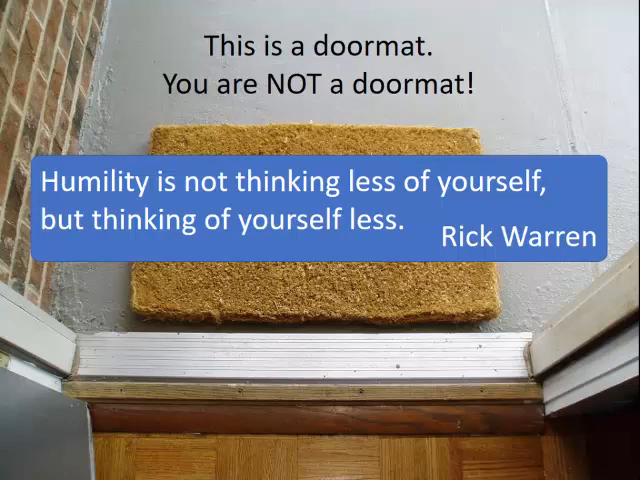 This is a doormat.
You are NOT a doormat!
Humility is not thinking less of yourself,
but thinking of yourself less.
Rick Warren